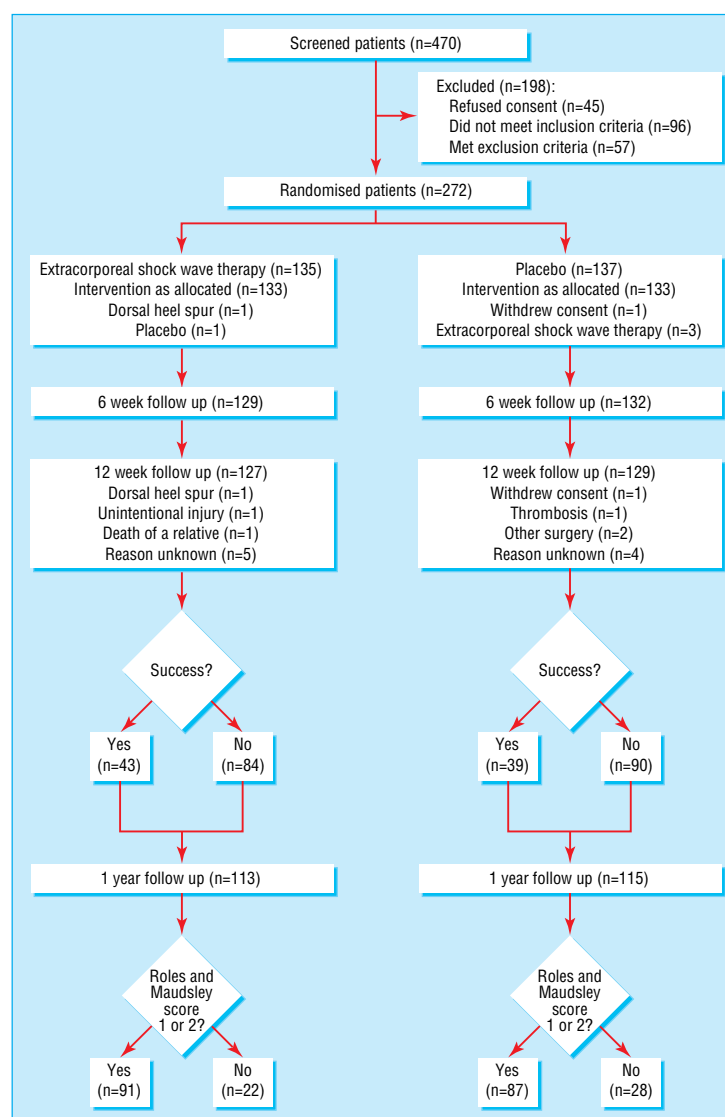 Screened patients (n=470)
Excluded (n=198):
Refused consent (n=45)
Did not meet inclusion criteria (n=96)
Met exclusion criteria (n=57)
Randomised patients (n=272)
Extracorporeal shock wave therapy (n=135)
Intervention as allocated (n=133)
Dorsal heel spur (n=1)
Placebo (n=1)
Placebo (n=137)
Intervention as allocated (n=133)
Withdrew consent (n=1)
Extracorporeal shock wave therapy (n=3)
6 week follow up (n=129)
6 week follow up (n=132)
12 week follow up (n=127)
Dorsal heel spur (n=1)
Unintentional injury (n=1)
Death of a relative (n=1)
Reason unknown (n=5)
12 week follow up (n=129)
Withdrew consent (n=1)
Thrombosis (n=1)
Other surgery (n=2)
Reason unknown (n=4)
Success?
Success?
Yes
(n=43)
No
(n=84)
Yes
(n=39)
No
(n=90)
1 year follow up (n=113)
1 year follow up (n=115)
Roles and
Maudsley
score
1 or 2?
Roles and
Maudsley
score
1 or 2?
Yes
(n=91)
No
(n=22)
Yes
(n=87)
No
(n=28)